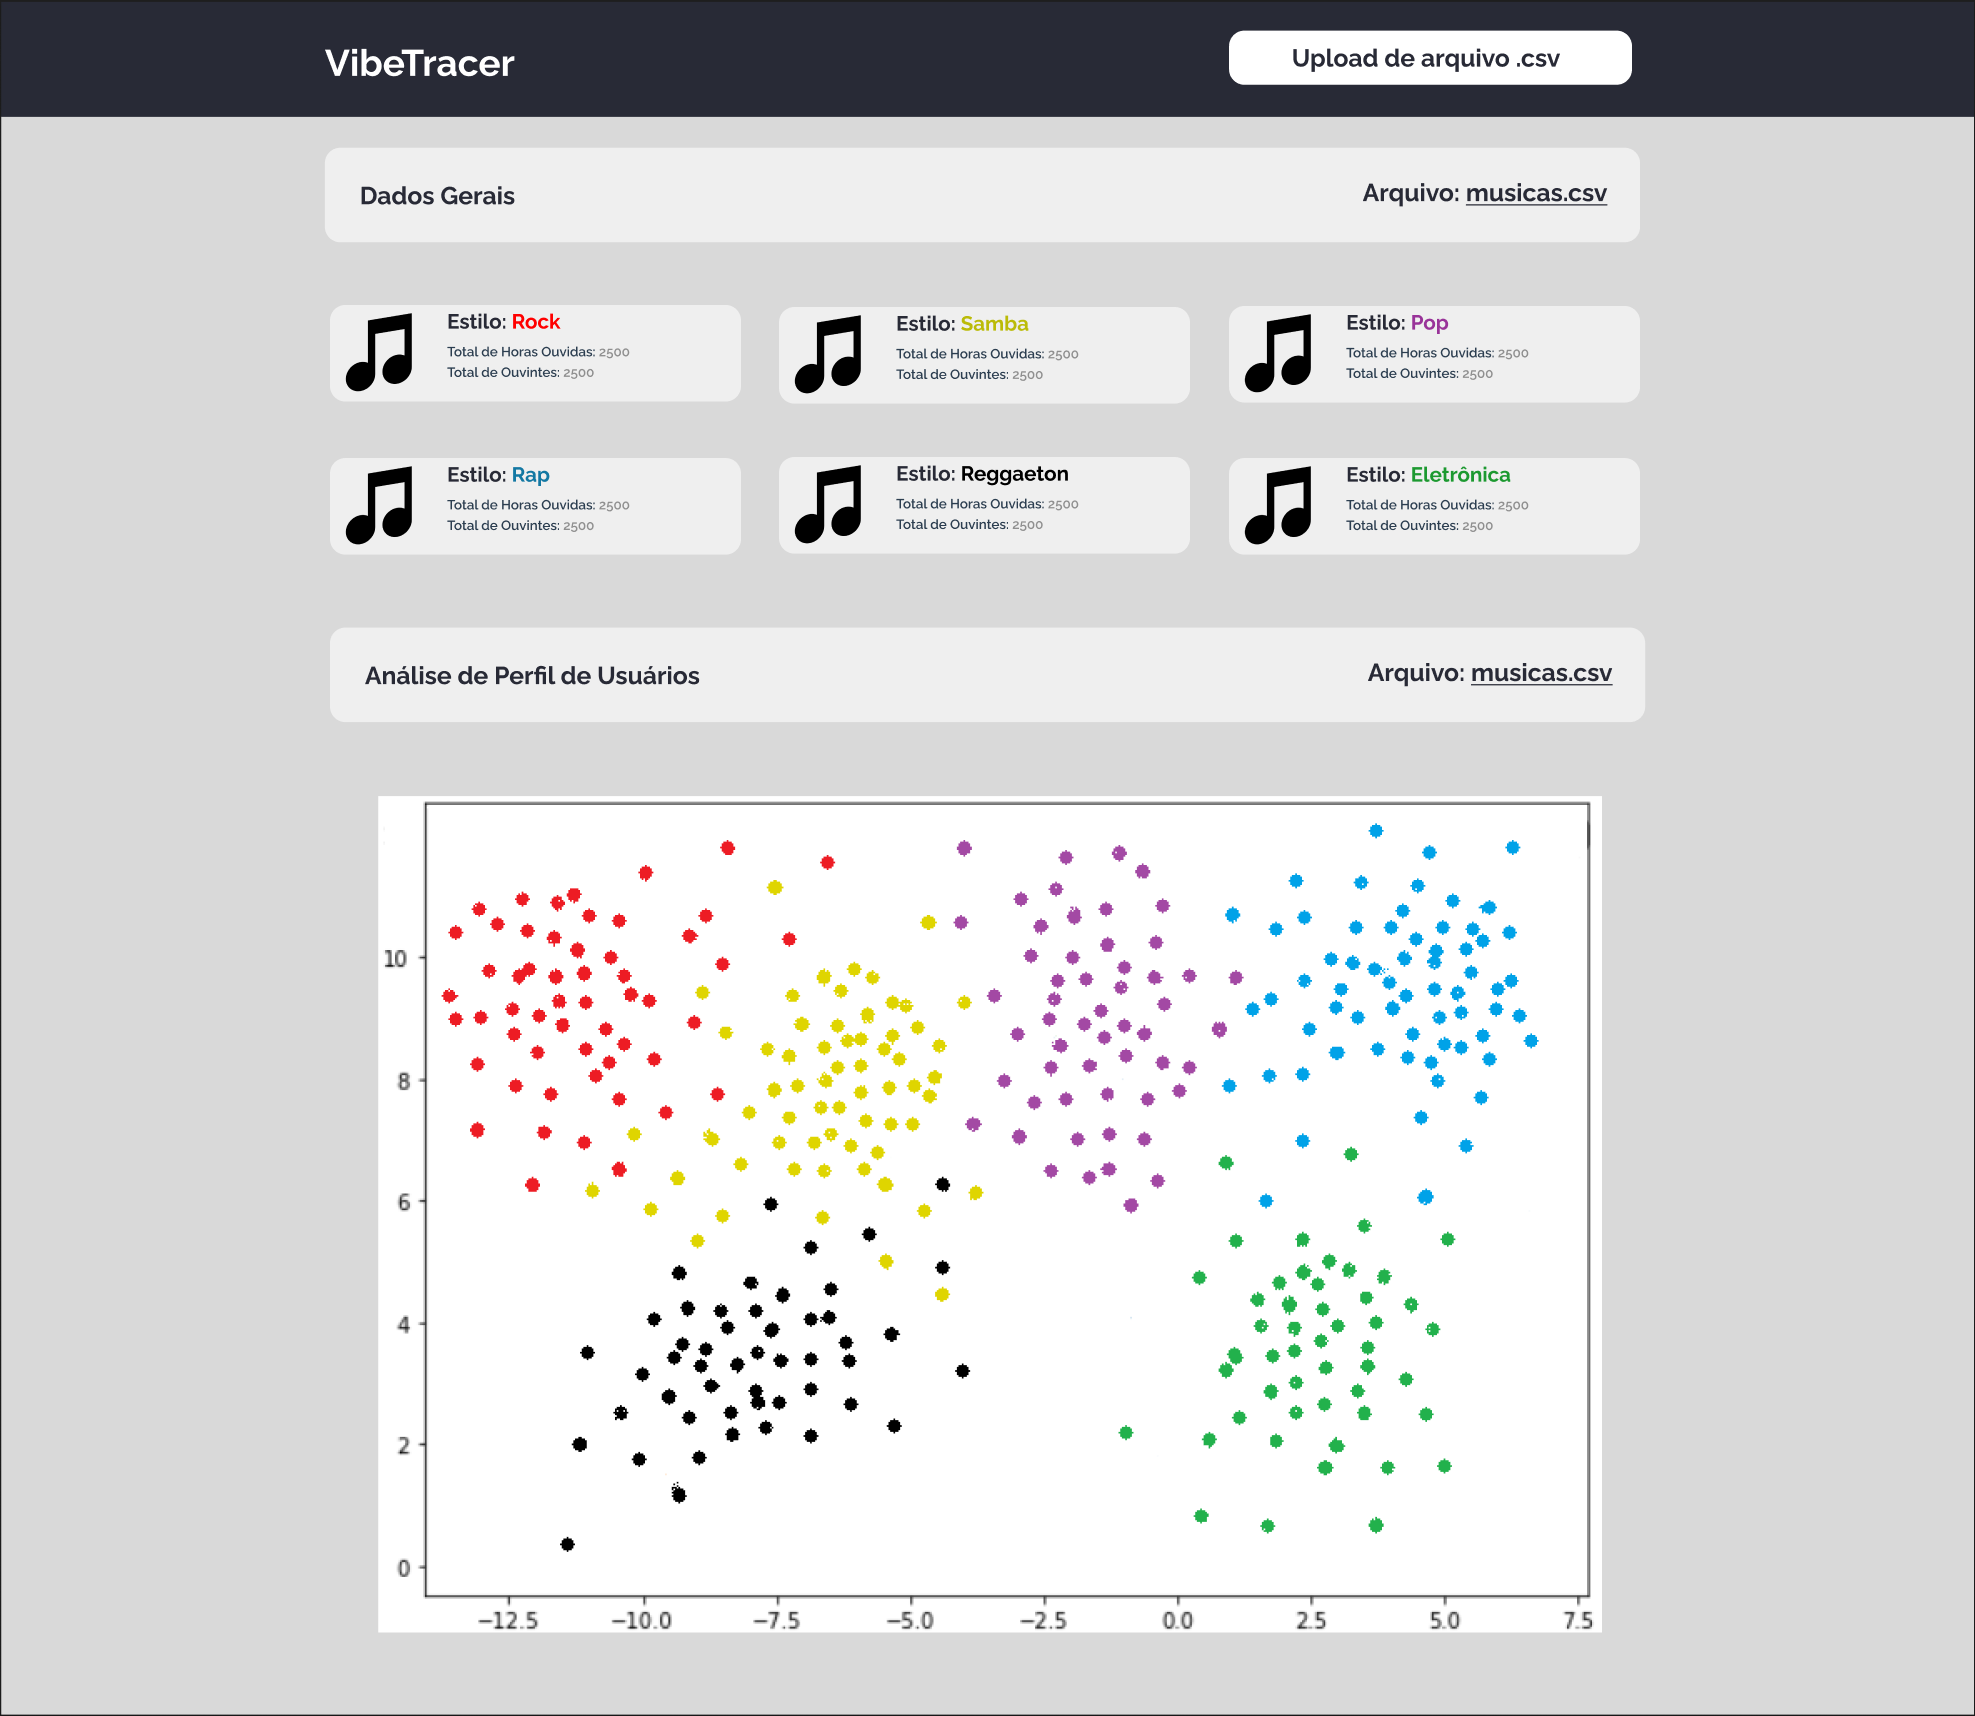 VibeTracer
Upload de arquivo .csv
Dados Gerais
Arquivo: musicas.csv
Estilo: Rock
Total de Horas Ouvidas: 2500
Total de Ouvintes: 2500
Estilo: Samba
Total de Horas Ouvidas: 2500
Total de Ouvintes: 2500
Estilo: Pop
Total de Horas Ouvidas: 2500
Total de Ouvintes: 2500
Estilo: Rap
Total de Horas Ouvidas: 2500
Total de Ouvintes: 2500
Estilo: Reggaeton
Total de Horas Ouvidas: 2500
Total de Ouvintes: 2500
Estilo: Eletrônica
Total de Horas Ouvidas: 2500
Total de Ouvintes: 2500
Análise de Perfil de Usuários
Arquivo: musicas.csv
10
8
6
4
2
0
−12.5 −10.0 −7.5 −5.0 −2.5 0.0 2.5 5.0 7.5